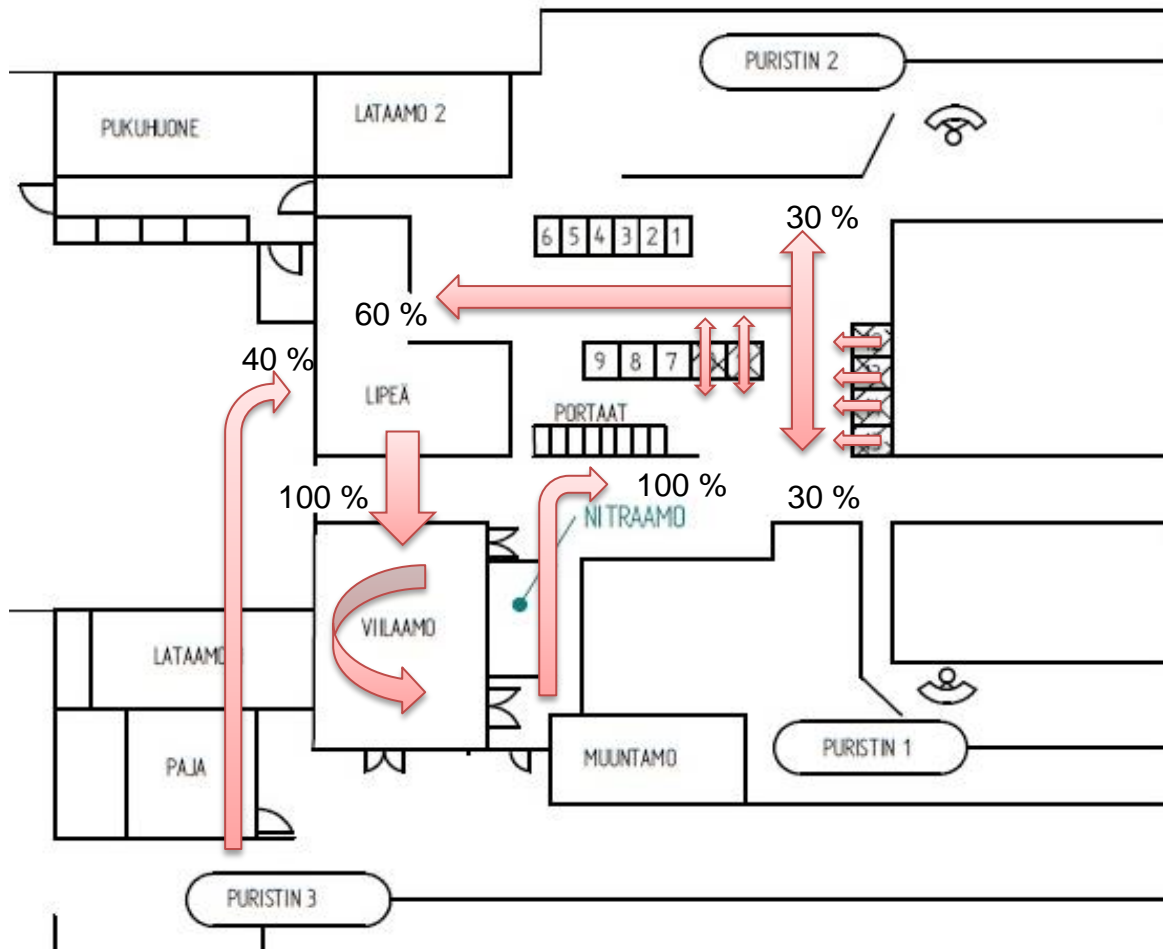 PURISTIN 2
LATAAMO 2
PUKUHUONE
30 %
6 5 4 3 2 1
60 %
40 %
9 8 7
LIPEÄ
PORTAAT
100 %
100 %
30 %
NITRAAMO
VIILAAMO
LATAAMO
PAJA
MUUNTAMO
PURISTIN 1
PURISTIN 3